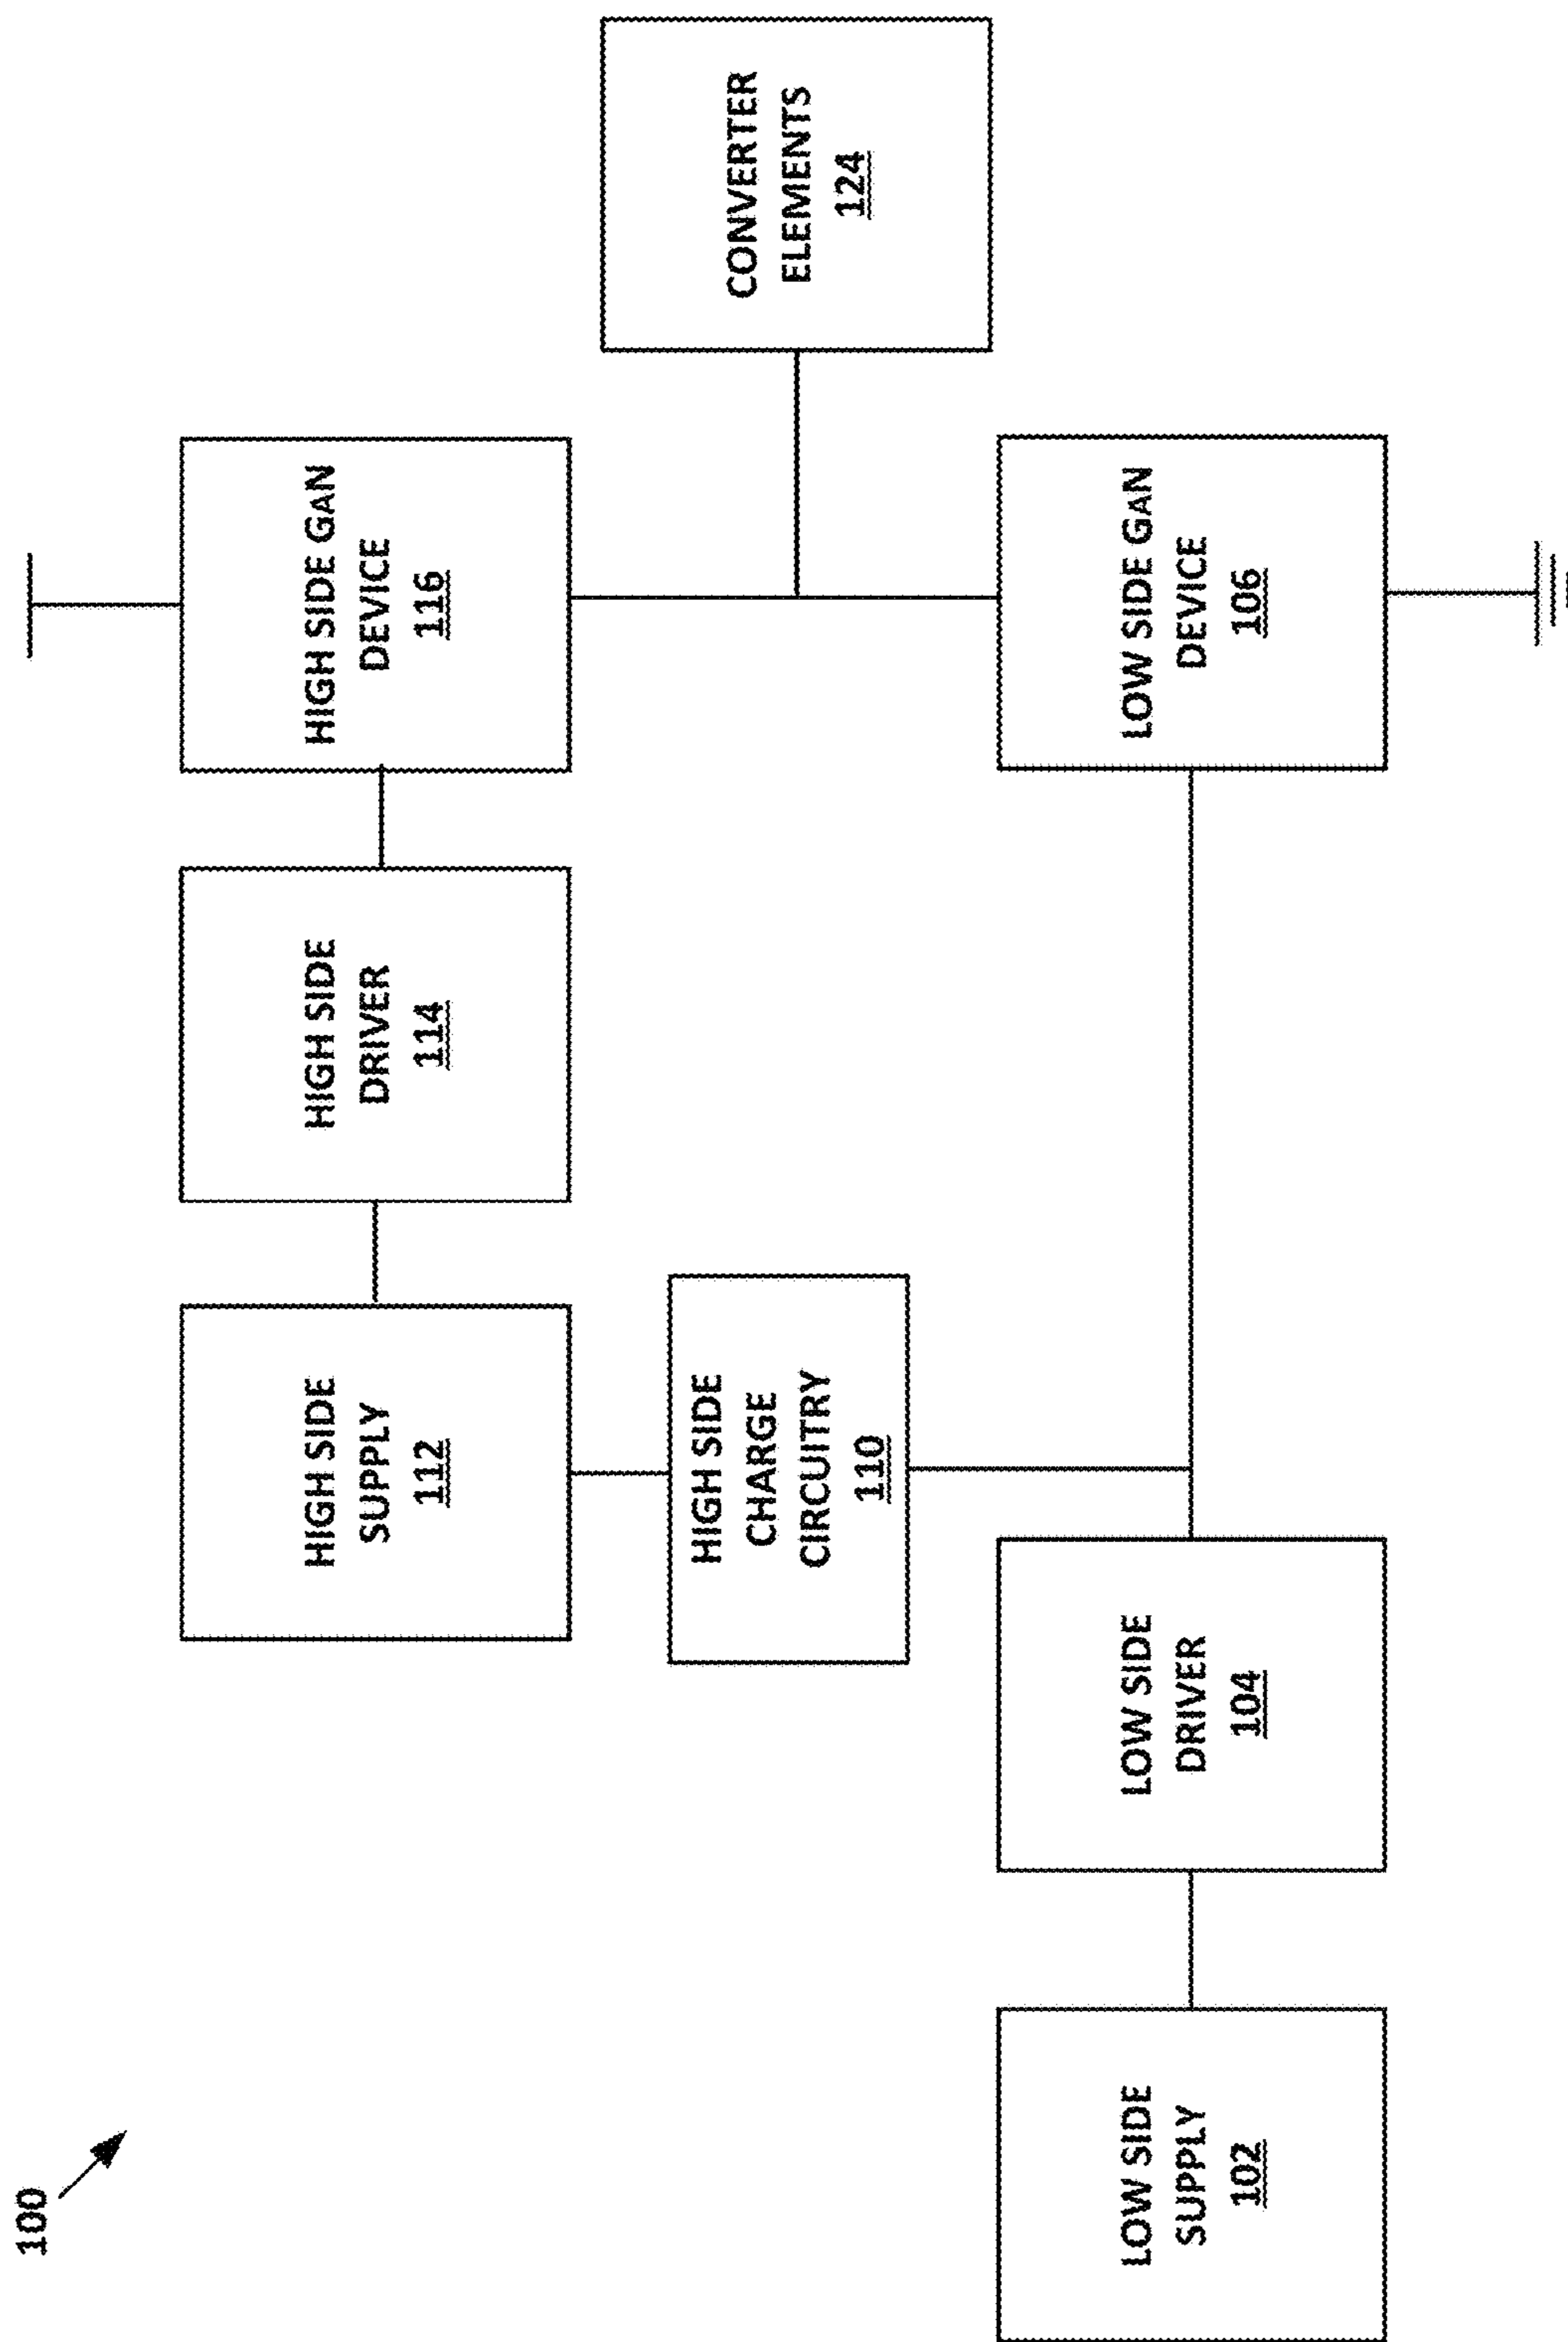 100
HIGH SIDE
SUPPLY
112
HIGH SIDE
DRIVER
114
HIGH SIDE GAN
DEVICE
116
HIGH SIDE
CHARGE
CIRCUITRY
110
CONVERTER
ELEMENTS
124
LOW SIDE
SUPPLY
102
LOW SIDE
DRIVER
104
LOW SIDE GAN
DEVICE
106